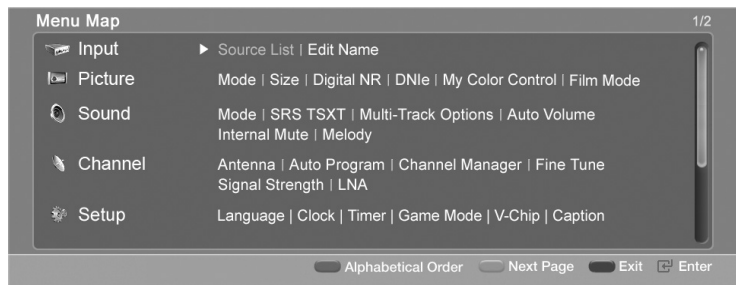 Menu Map 1/2
Input Source List | Edit Name
Picture Mode | Size | Digital NR | DNIe | My Color Control | Film Mode
Sound Mode | SRS TSXT | Multi-Track Options | Auto Volume
Internal Mute | Melody
Channel Antenna | Auto Program | Channel Manager | Fine Tune
Signal Strength | LNA
Setup Language | Clock | Timer | Game Mode | V-Chip | Caption
Alphabetical Order Next Page Exit Enter